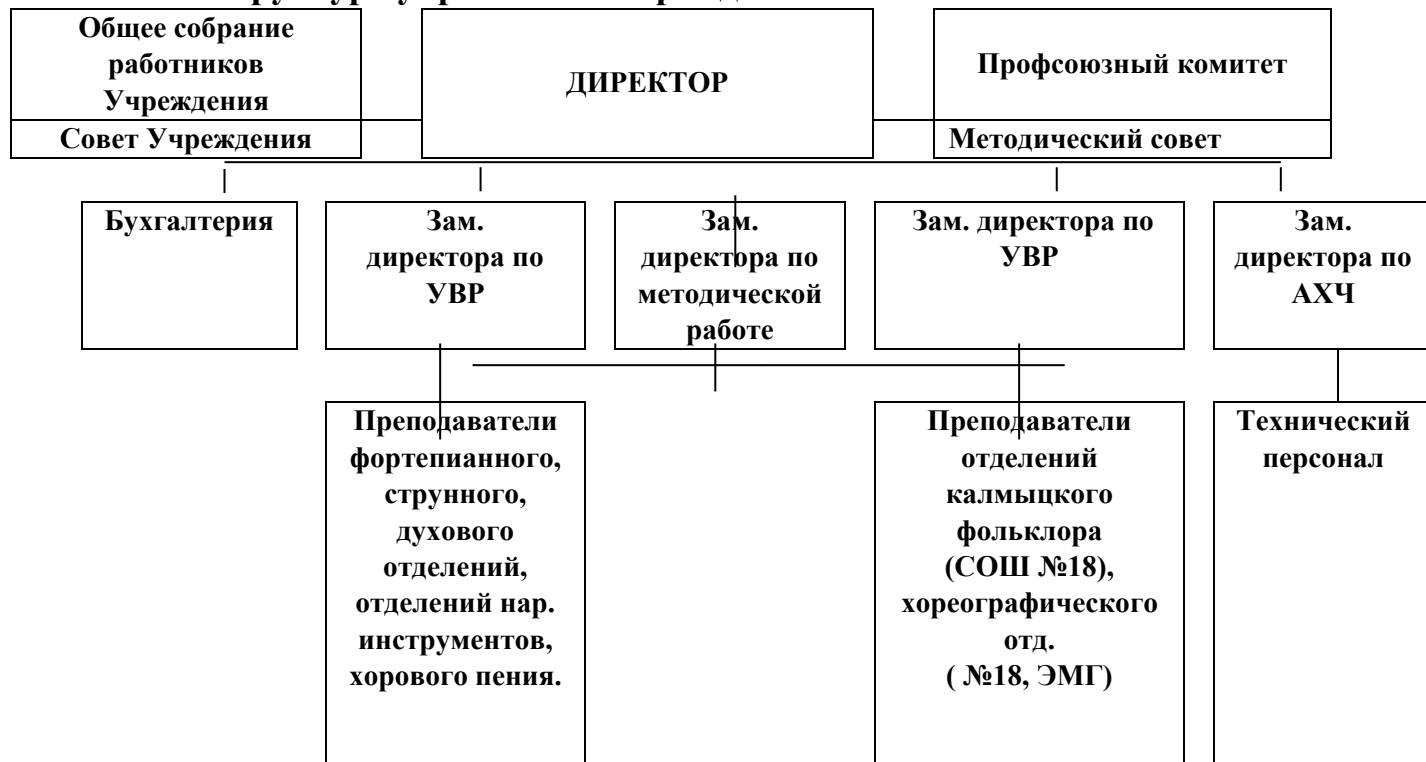 Общее собрание
работников
Учреждения
ДИРЕКТОР
Профсоюзный комитет
Совет Учреждения
Методический совет
Бухгалтерия
Зам.
директора по
УВР
Зам.
директора по
методической
работе
Зам. директора по
УВР
Зам.
директора по
АХЧ
Преподаватели
фортепианного,
струнного,
духового
отделений,
отделений нар.
инструментов,
хорового пения.
Преподаватели
отделений
калмыцкого
фольклора
(СОШ №18),
хореографического
отд.
( №18, ЭМГ)
Технический
персонал